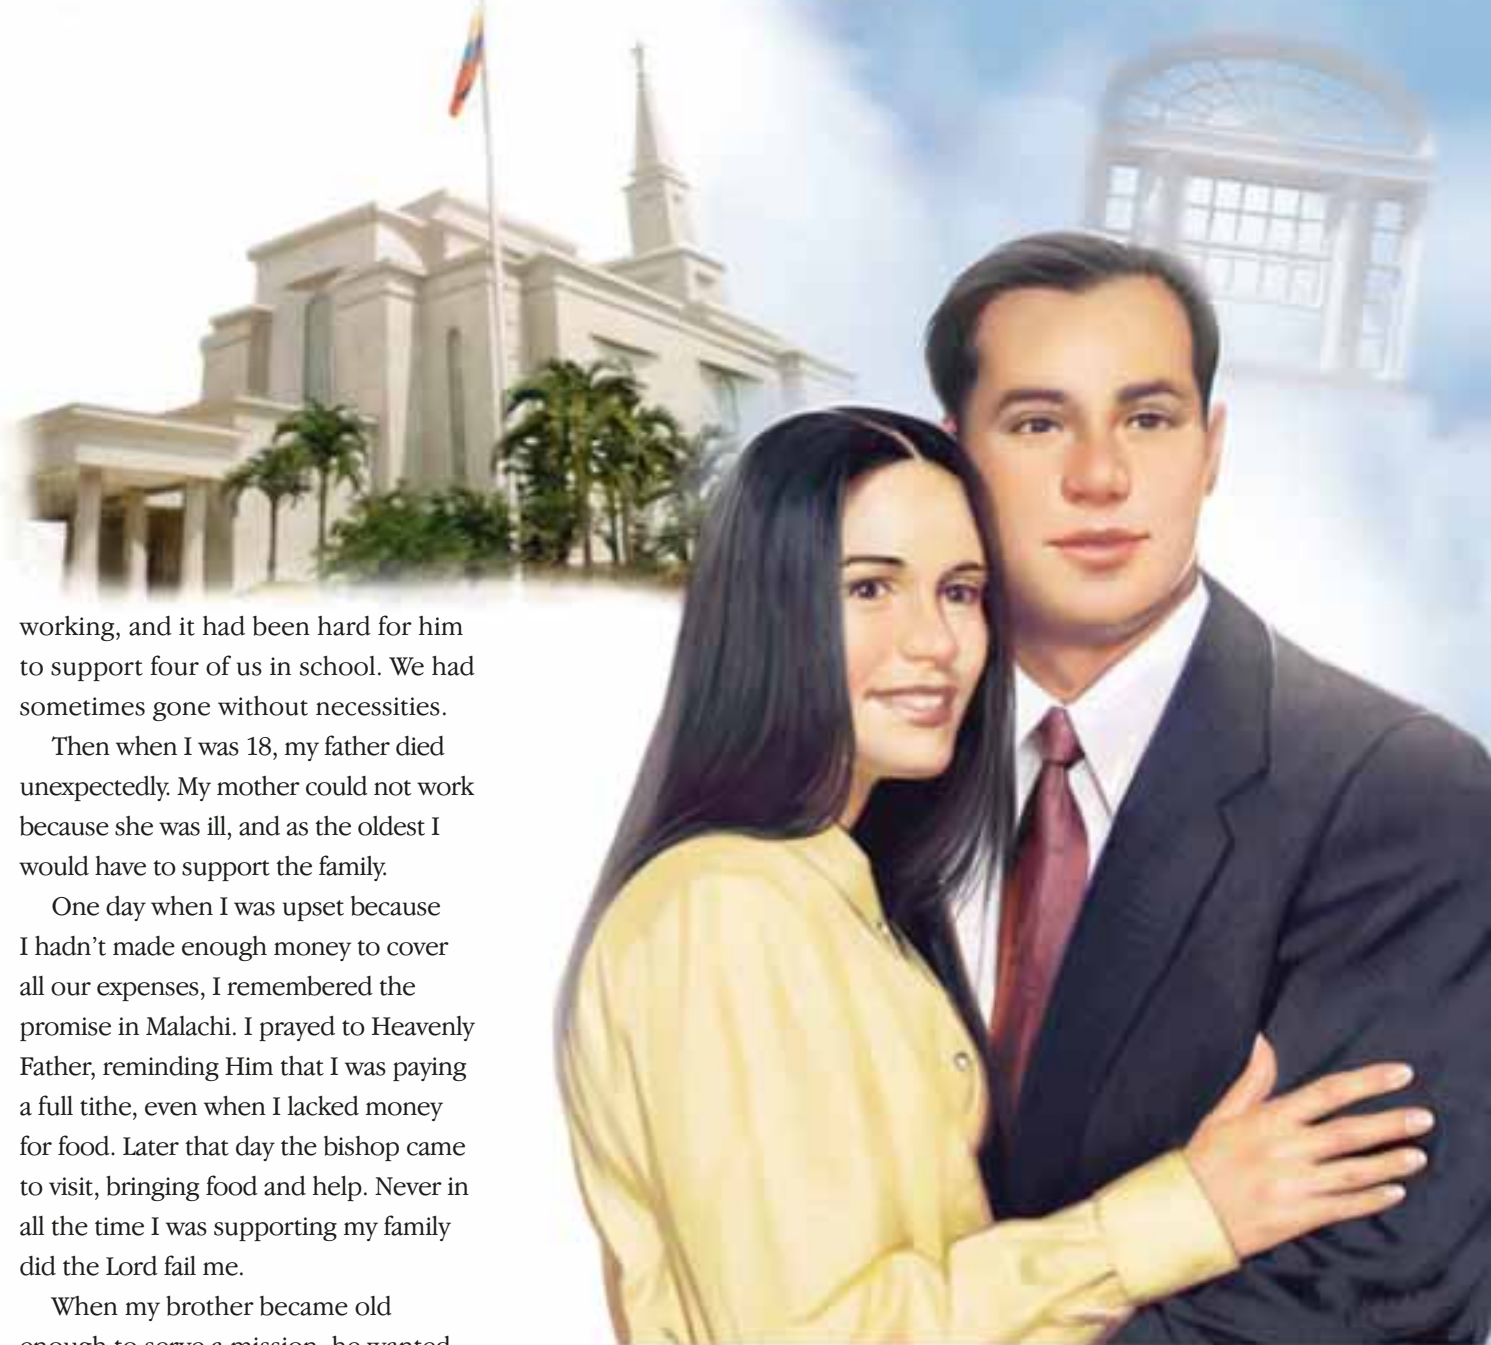 working, and it had been hard for him
to support four of us in school. We had
sometimes gone without necessities.
Then when I was 18, my father died
unexpectedly. My mother could not work
because she was ill, and as the oldest I
would have to support the family.
One day when I was upset because
I hadn’t made enough money to cover
all our expenses, I remembered the
promise in Malachi. I prayed to Heavenly
Father, reminding Him that I was paying
a full tithe, even when I lacked money
for food. Later that day the bishop came
to visit, bringing food and help. Never in
all the time I was supporting my family
did the Lord fail me.
When my brother became old
enough to serve a mission, he wanted